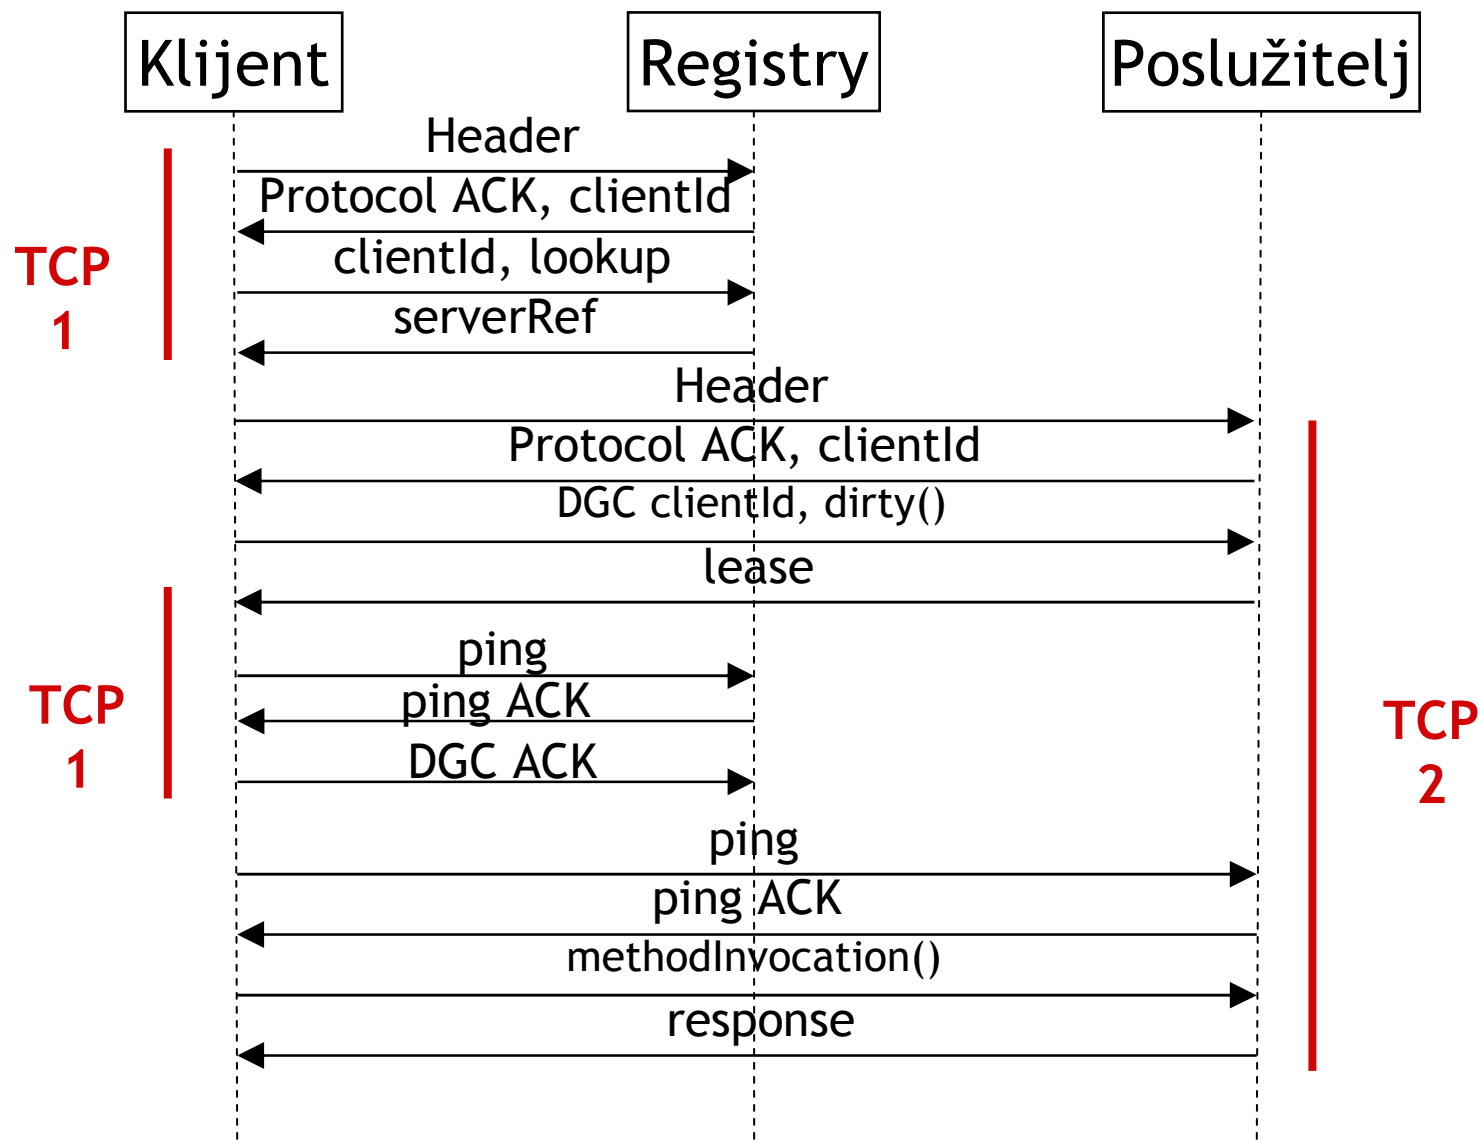 Klijent
Registry
Poslužitelj
Header
Protocol ACK, clientId
clientId, lookup
serverRef
TCP
1
Header
Protocol ACK, clientId
DGC clientId, dirty()
lease
ping
ping ACK
DGC ACK
TCP
1
TCP
2
ping
ping ACK
methodInvocation()
response